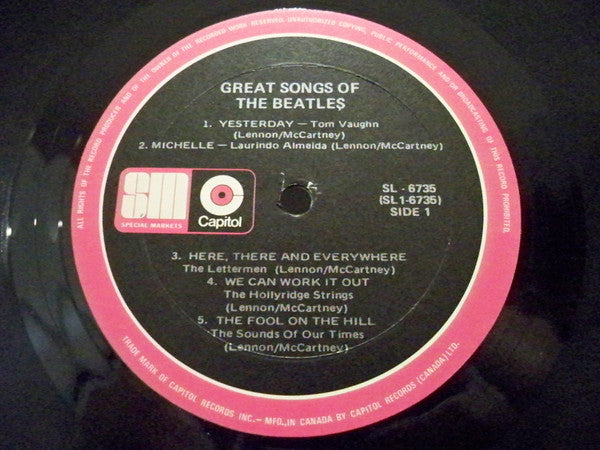 ALL RIGHTS OF THE RECORD PRODUCER AND OF THE OWNER OF THE RECORDED WORK RESERVED. UNAUTHORIZED COPYING, PUBLIC PERFORMANCE AND/OR BROADCASTING OF THIS RECORD PROHIBITED.
GREAT SONGS OF
THE BEATLE$
1. YESTERDAY – Tom Vaughn
(Lennon/McCartney)
2. MICHELLE – Laurindo Almeida (Lennon/McCartney)
SM
SPECIAL MARKETS
Capitol
SL - 6735
(SL1-6735)
SIDE 1
3. HERE, THERE AND EVERYWHERE
The Lettermen (Lennon/McCartney)
4. WE CAN WORK IT OUT
The Hollyridge Strings
(Lennon/McCartney)
5. THE FOOL ON THE HILL
The Sounds Of Our Times
(Lennon/McCartney)
TRADE MARK OF CAPITOL RECORDS INC.– MFD., IN CANADA BY CAPITOL RECORDS (CANADA) LTD.